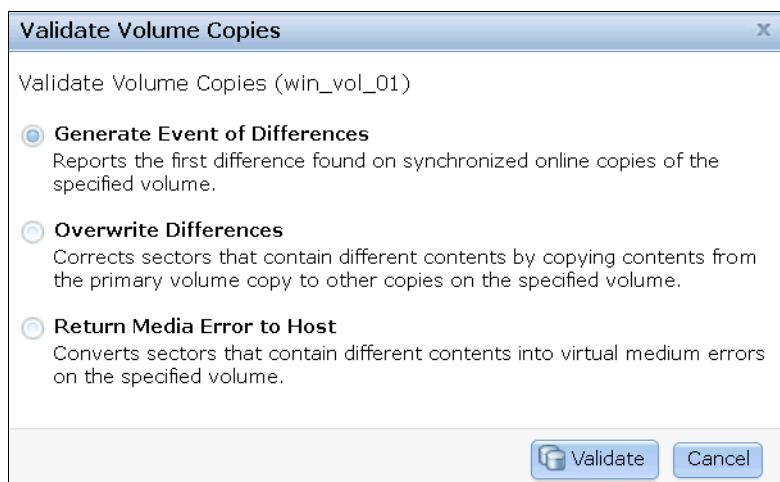 Validate Volume Copies x
Validate Volume Copies (win_vol_01)
Generate Event of Differences
Reports the first difference found on synchronized online copies of the
specified volume.
Overwrite Differences
Corrects sectors that contain different contents by copying contents from
the primary volume copy to other copies on the specified volume.
Return Media Error to Host
Converts sectors that contain different contents into virtual medium errors
on the specified volume.
Validate Cancel